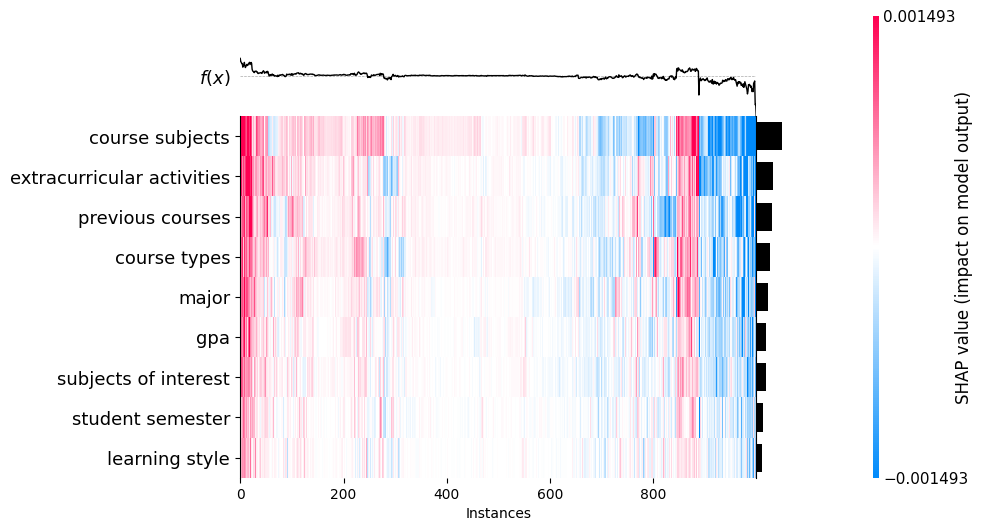 0.001493
f(x)
course subjects
extracurricular activities
previous courses
course types
major
gpa
subjects of interest
student semester
learning style
0 200 400 600 800
Instances
−0.001493
SHAP value (impact on model output)